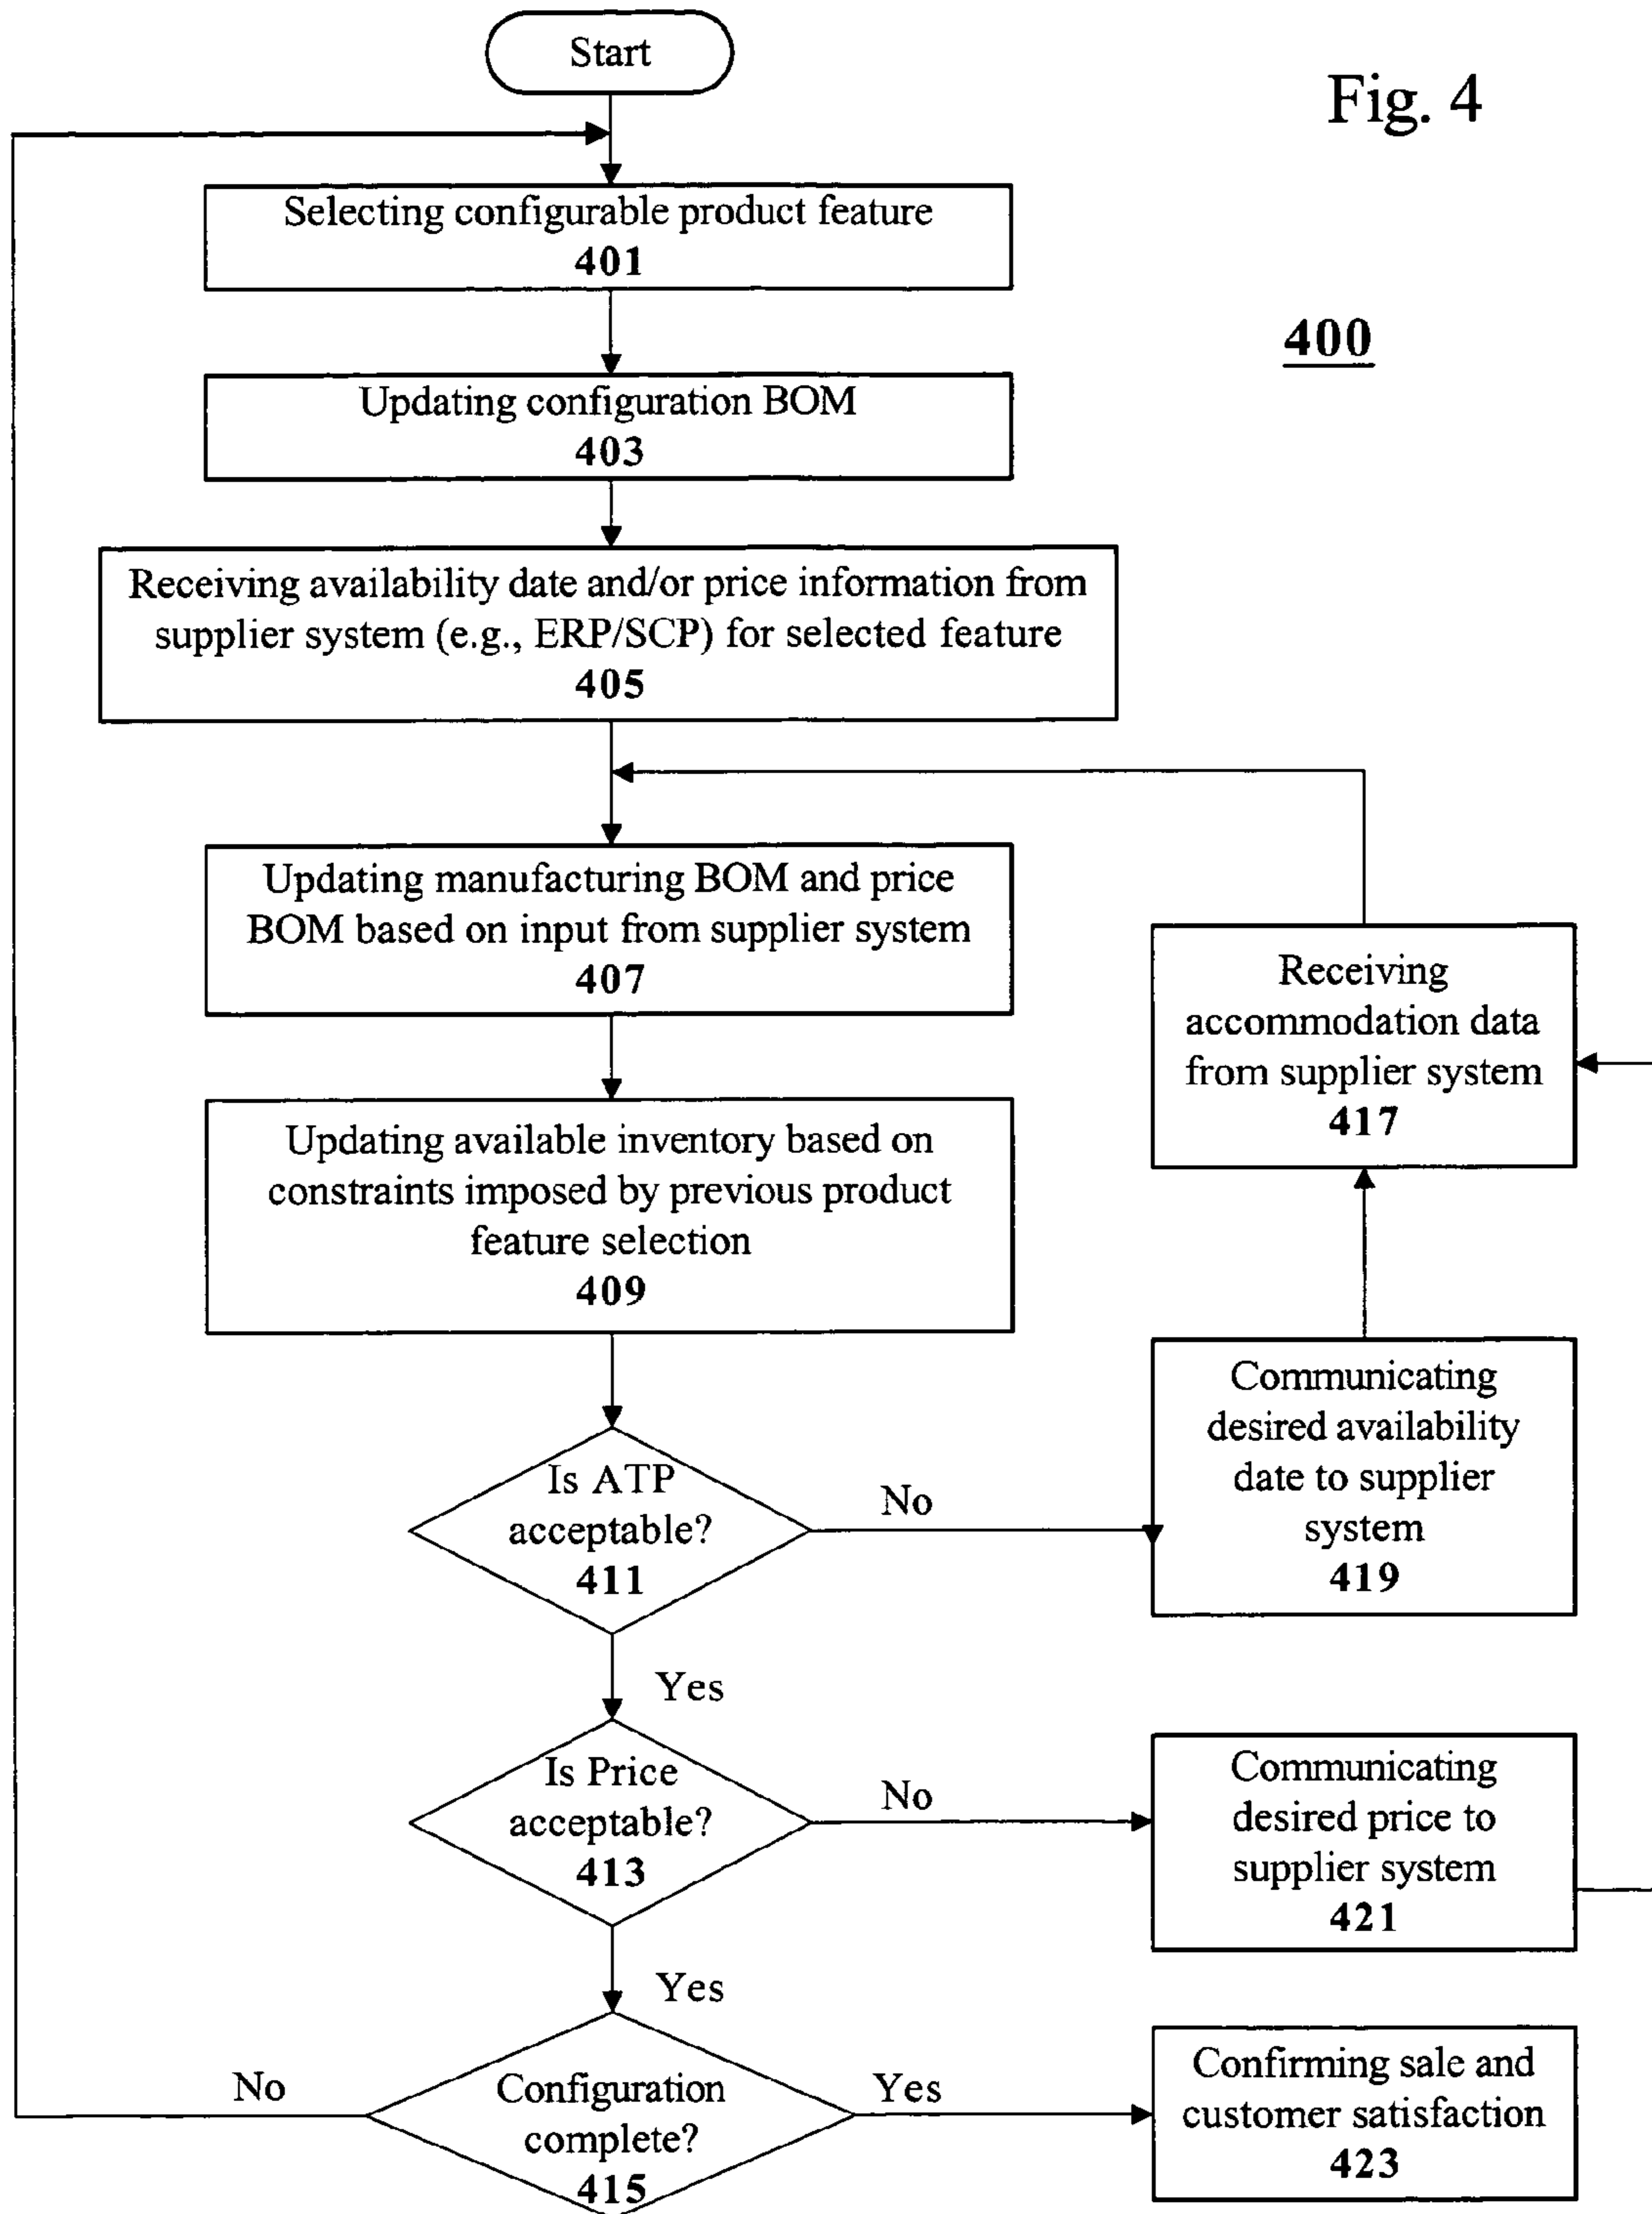 Start
Fig. 4
Selecting configurable product feature
401
400
Updating configuration BOM
403
Receiving availability date and/or price information from
supplier system (e.g., ERP/SCP) for selected feature
405
Updating manufacturing BOM and price
BOM based on input from supplier system
407
Receiving
accommodation data
from supplier system
417
Updating available inventory based on
constraints imposed by previous product
feature selection
409
Communicating
desired availability
date to supplier
system
419
Is ATP
acceptable?
411
No
Yes
Is Price
acceptable?
413
No
Communicating
desired price to
supplier system
421
Yes
No
Configuration
complete?
415
Yes
Confirming sale and
customer satisfaction
423